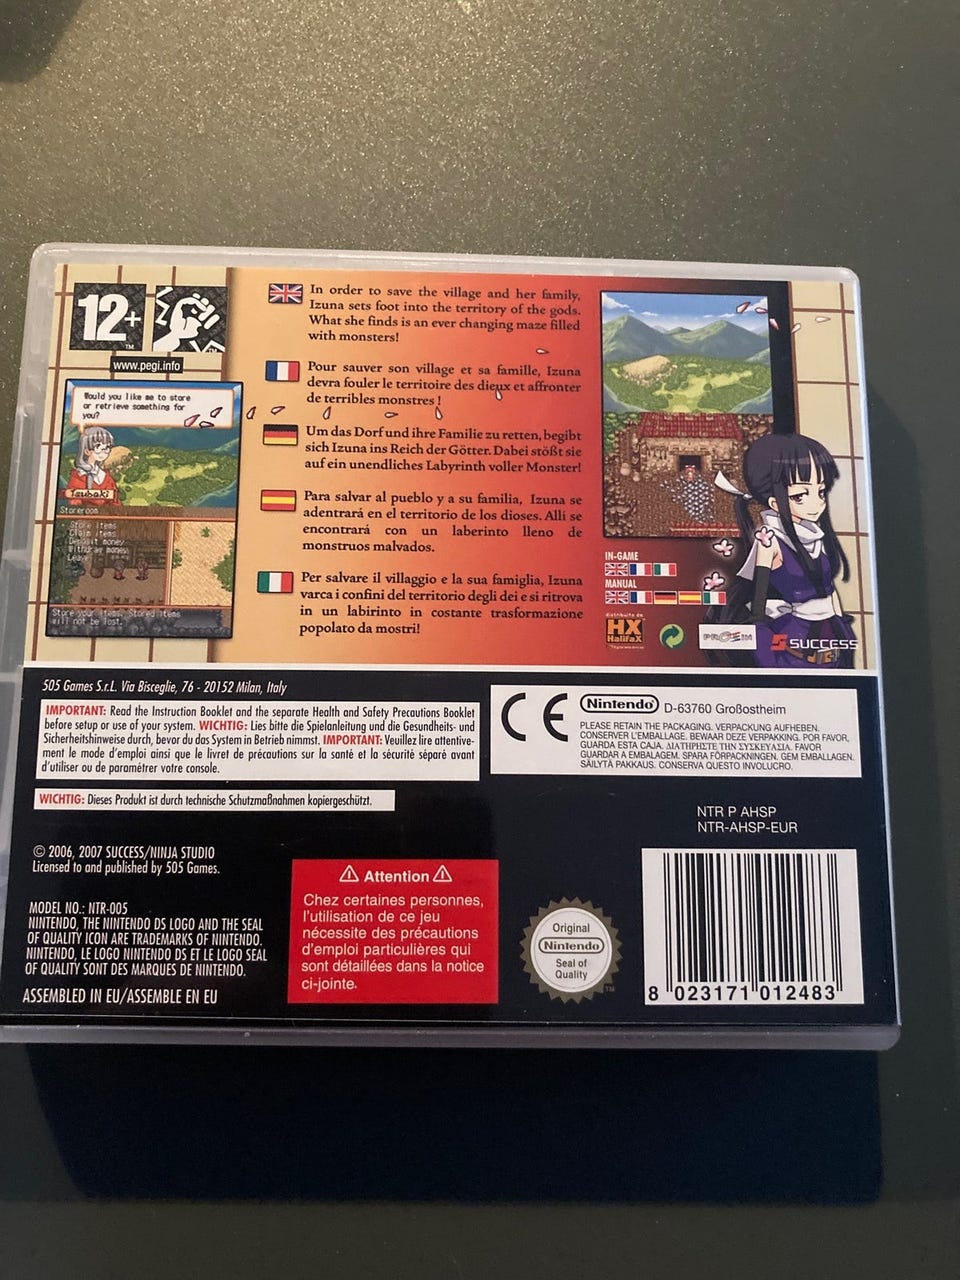 12+
www.pegi.info
Would you like me to store
or retrieve something for
you?
Tsubaki
Storeroom
Store items
Claim items
Deposit money
Withdraw money
Leave
Store your items. Stored items
will not be lost.
In order to save the village and her family,
Izuna sets foot into the territory of the gods.
What she finds is an ever changing maze filled
with monsters!
Pour sauver son village et sa famille, Izuna
devra fouler le territoire des dieux et affronter
de terribles monstres !
Um das Dorf und ihre Familie zu retten, begibt
sich Izuna ins Reich der Götter. Dabei stößt sie
auf ein unendliches Labyrinth voller Monster!
Para salvar al pueblo y a su familia, Izuna se
adentrará en el territorio de los dioses. Alli se
encontrará con un laberinto lleno de
monstruos malvados.
Per salvare il villaggio e la sua famiglia, Izuna
varca i confini del territorio degli dei e si ritrova
in un labirinto in costante trasformazione
popolato da mostri!
IN-GAME
MANUAL
distribuito da
HX
Halifax
PRO-EIN
SUCCESS
505 Games S.r.L. Via Bisceglie, 76 - 20152 Milan, Italy
IMPORTANT: Read the Instruction Booklet and the separate Health and Safety Precautions Booklet
before setup or use of your system. WICHTIG: Lies bitte die Spielanleitung und die Gesundheits- und
Sicherheitshinweise durch, bevor du das System in Betrieb nimmst. IMPORTANT: Veuillez lire attentive-
ment le mode d'emploi ainsi que le livret de précautions sur la santé et la sécurité séparé avant
d'utiliser ou de paramétrer votre console.
WICHTIG: Dieses Produkt ist durch technische Schutzmaßnahmen kopiergeschützt.
CE
Nintendo D-63760 Großostheim
PLEASE RETAIN THE PACKAGING. VERPACKUNG AUFHEBEN.
CONSERVER L'EMBALLAGE. BEWAAR DEZE VERPAKKING. POR FAVOR,
GUARDA ESTA CAJA. ΔΙΑΤΗΡΗΣΤΕ ΤΗΝ ΣΥΣΚΕΥΑΣΙΑ. FAVOR
GUARDAR A EMBALAGEM. SPARA FÖRPACKNINGEN. GEM EMBALLAGEN.
SÄILYTÄ PAKKAUS. CONSERVA QUESTO INVOLUCRO.
NTR P AHSP
NTR-AHSP-EUR
© 2006, 2007 SUCCESS/NINJA STUDIO
Licensed to and published by 505 Games.
MODEL NO.: NTR-005
NINTENDO, THE NINTENDO DS LOGO AND THE SEAL
OF QUALITY ICON ARE TRADEMARKS OF NINTENDO.
NINTENDO, LE LOGO NINTENDO DS ET LE LOGO SEAL
OF QUALITY SONT DES MARQUES DE NINTENDO.
ASSEMBLED IN EU/ASSEMBLE EN EU
Attention
Chez certaines personnes,
l'utilisation de ce jeu
nécessite des précautions
d'emploi particulières qui
sont détaillées dans la notice
ci-jointe.
Original
Nintendo
Seal of
Quality
TM
8 023171 012483